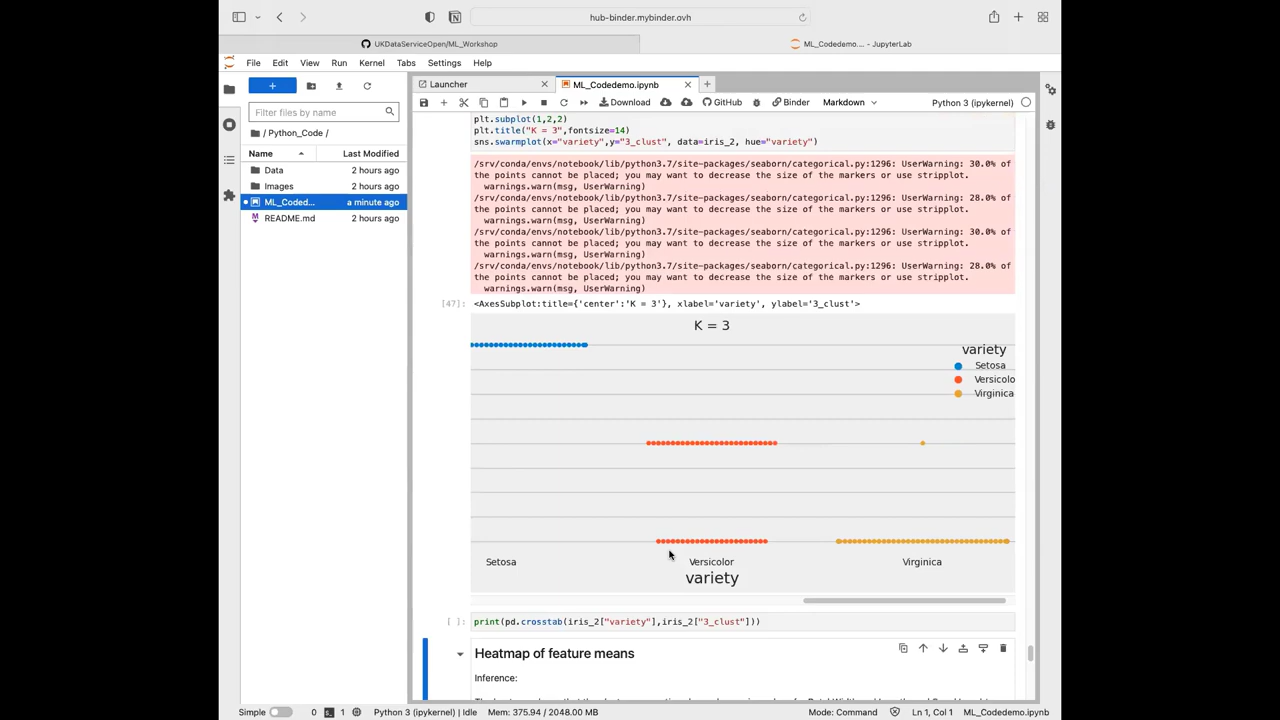 hub-binder.mybinder.ovh
UKDataServiceOpen/ML_Workshop
ML_Codedemo.... - JupyterLab
File Edit View Run Kernel Tabs Settings Help
Launcher
ML_Codedemo.ipynb
Download
GitHub
Binder
Markdown
Python 3 (ipykernel)
Filter files by name
/ Python_Code /
Name
Last Modified
Data 2 hours ago
Images 2 hours ago
ML_Coded... a minute ago
README.md 2 hours ago
plt.subplot(1,2,2)
plt.title("K = 3",fontsize=14)
sns.swarmplot(x="variety",y="3_clust", data=iris_2, hue="variety")
/srv/conda/envs/notebook/lib/python3.7/site-packages/seaborn/categorical.py:1296: UserWarning: 30.0% of
the points cannot be placed; you may want to decrease the size of the markers or use stripplot.
warnings.warn(msg, UserWarning)
/srv/conda/envs/notebook/lib/python3.7/site-packages/seaborn/categorical.py:1296: UserWarning: 28.0% of
the points cannot be placed; you may want to decrease the size of the markers or use stripplot.
warnings.warn(msg, UserWarning)
/srv/conda/envs/notebook/lib/python3.7/site-packages/seaborn/categorical.py:1296: UserWarning: 30.0% of
the points cannot be placed; you may want to decrease the size of the markers or use stripplot.
warnings.warn(msg, UserWarning)
/srv/conda/envs/notebook/lib/python3.7/site-packages/seaborn/categorical.py:1296: UserWarning: 28.0% of
the points cannot be placed; you may want to decrease the size of the markers or use stripplot.
warnings.warn(msg, UserWarning)
[47]: <AxesSubplot:title={'center':'K = 3'}, xlabel='variety', ylabel='3_clust'>
K = 3
variety
Setosa
Versicolo
Virginica
Setosa Versicolor Virginica
variety
[ ]: print(pd.crosstab(iris_2["variety"],iris_2["3_clust"]))
Heatmap of feature means
Inference:
Simple 0 1 Python 3 (ipykernel) | Idle Mem: 375.94 / 2048.00 MB Mode: Command Ln 1, Col 1 ML_Codedemo.ipynb